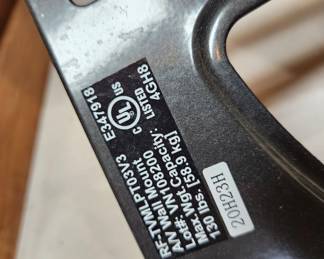 RF-TVMLPT03V3
A/V Wall Mount
Lot#: VN108200
Max. Wgt. Capacity:
130 lbs. [58.9 kg]
E347918
C UL US
LISTED
4GH8
20H23H